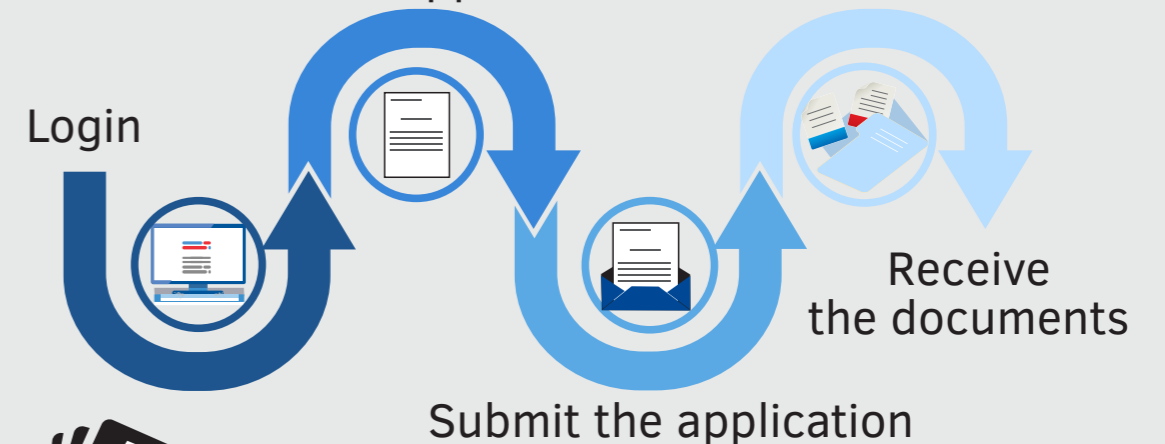 Login
Receive
the documents
Submit the application